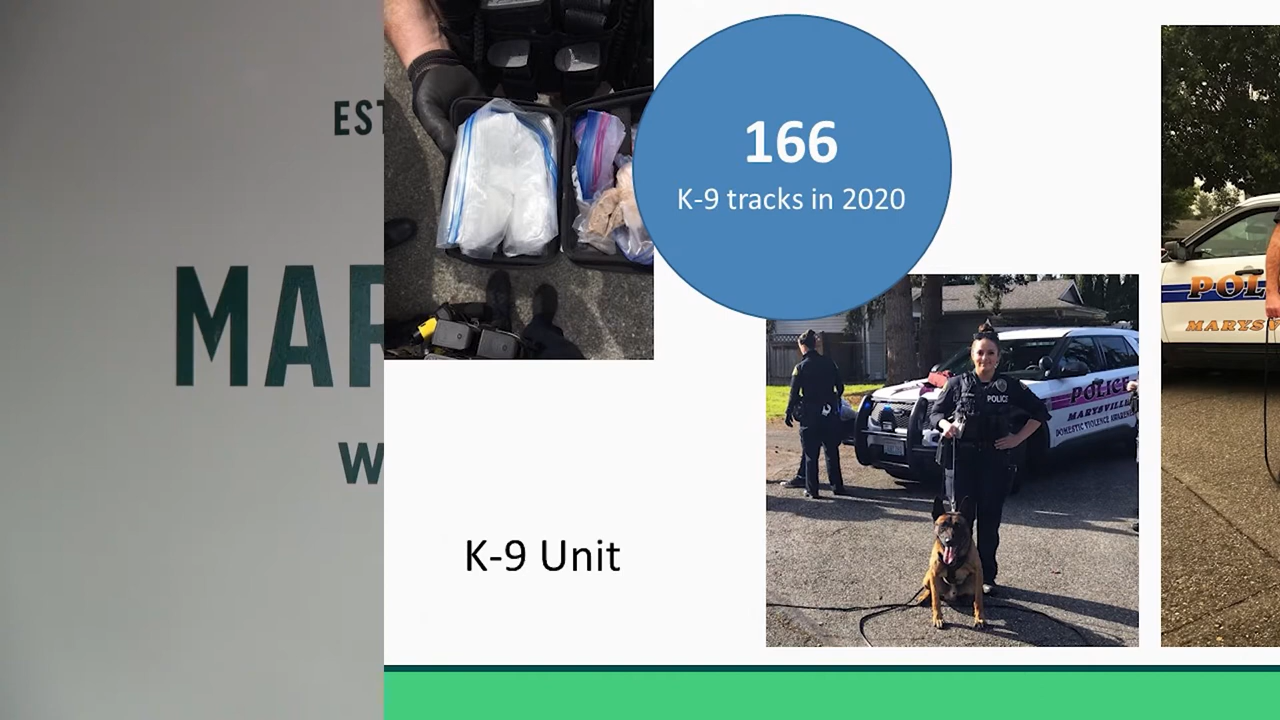 EST
MAR
W
166
K-9 tracks in 2020
POLICE
POLICE
MARYSVILLE
DOMESTIC VIOLENCE AWARENESS
POL
MARYSV
K-9 Unit